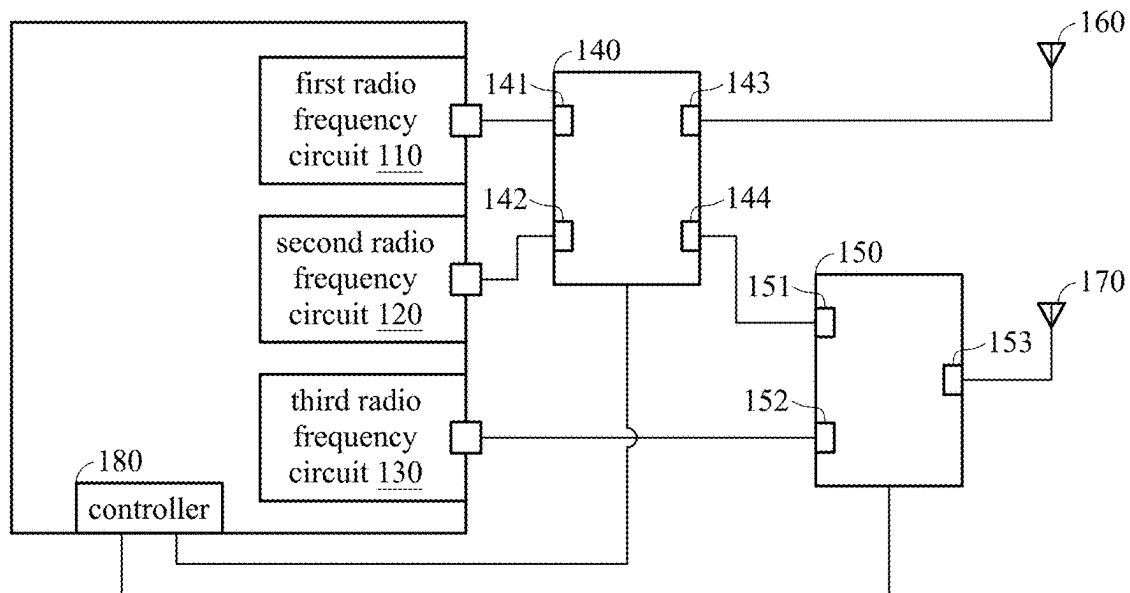 160
140
first radio
frequency
circuit 110
141
143
142
144
second radio
frequency
circuit 120
150
151
170
153
third radio
frequency
circuit 130
152
180
controller